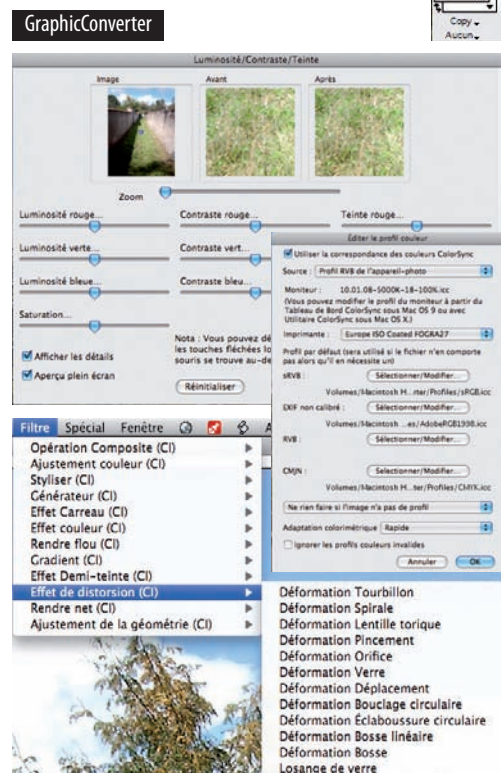 GraphicConverter
Copy
Aucun
Luminosité/Contraste/Teinte
Image Avant Après
Zoom
Luminosité rouge... Contraste rouge... Teinte rouge...
Luminosité verte... Contraste vert...
Luminosité bleue... Contraste bleu...
Saturation...
Afficher les détails
Aperçu plein écran
Nota : Vous pouvez dé
les touches fléchées lo
souris se trouve au-de
Réinitialiser
Éditer le profil couleur
Utiliser la correspondance des couleurs ColorSync
Source : Profil RVB de l'appareil-photo
Moniteur : 10.01.08-5000K-18-100%.icc
(Vous pouvez modifier le profil du moniteur à partir du
Tableau de Bord ColorSync sous Mac OS 9 ou avec
Utilitaire ColorSync sous Mac OS X.)
Imprimante : Europe ISO Coated FOGRA27
Profil par défaut (sera utilisé si le fichier n'en comporte
pas alors qu'il en nécessite un)
sRVB : Sélectionner/Modifier...
Volumes/Macintosh H...rter/Profiles/sRGB.icc
EXIF non calibré : Sélectionner/Modifier...
Volumes/Macintosh ...es/AdobeRGB1998.icc
RVB : Sélectionner/Modifier...
CMJN : Sélectionner/Modifier...
Volumes/Macintosh H...ter/Profiles/CMYK.icc
Ne rien faire si l'image n'a pas de profil
Adaptation colorimétrique Rapide
Ignorer les profils couleurs invalides
Annuler OK
Filtre Spécial Fenêtre
Opération Composite (CI)
Ajustement couleur (CI)
Styliser (CI)
Générateur (CI)
Effet Carreau (CI)
Effet couleur (CI)
Rendre flou (CI)
Gradient (CI)
Effet Demi-teinte (CI)
Effet de distorsion (CI)
Rendre net (CI)
Ajustement de la géométrie (CI)
Déformation Tourbillon
Déformation Spirale
Déformation Lentille torique
Déformation Pincement
Déformation Orifice
Déformation Verre
Déformation Déplacement
Déformation Bouclage circulaire
Déformation Éclaboussure circulaire
Déformation Bosse linéaire
Déformation Bosse
Losange de verre